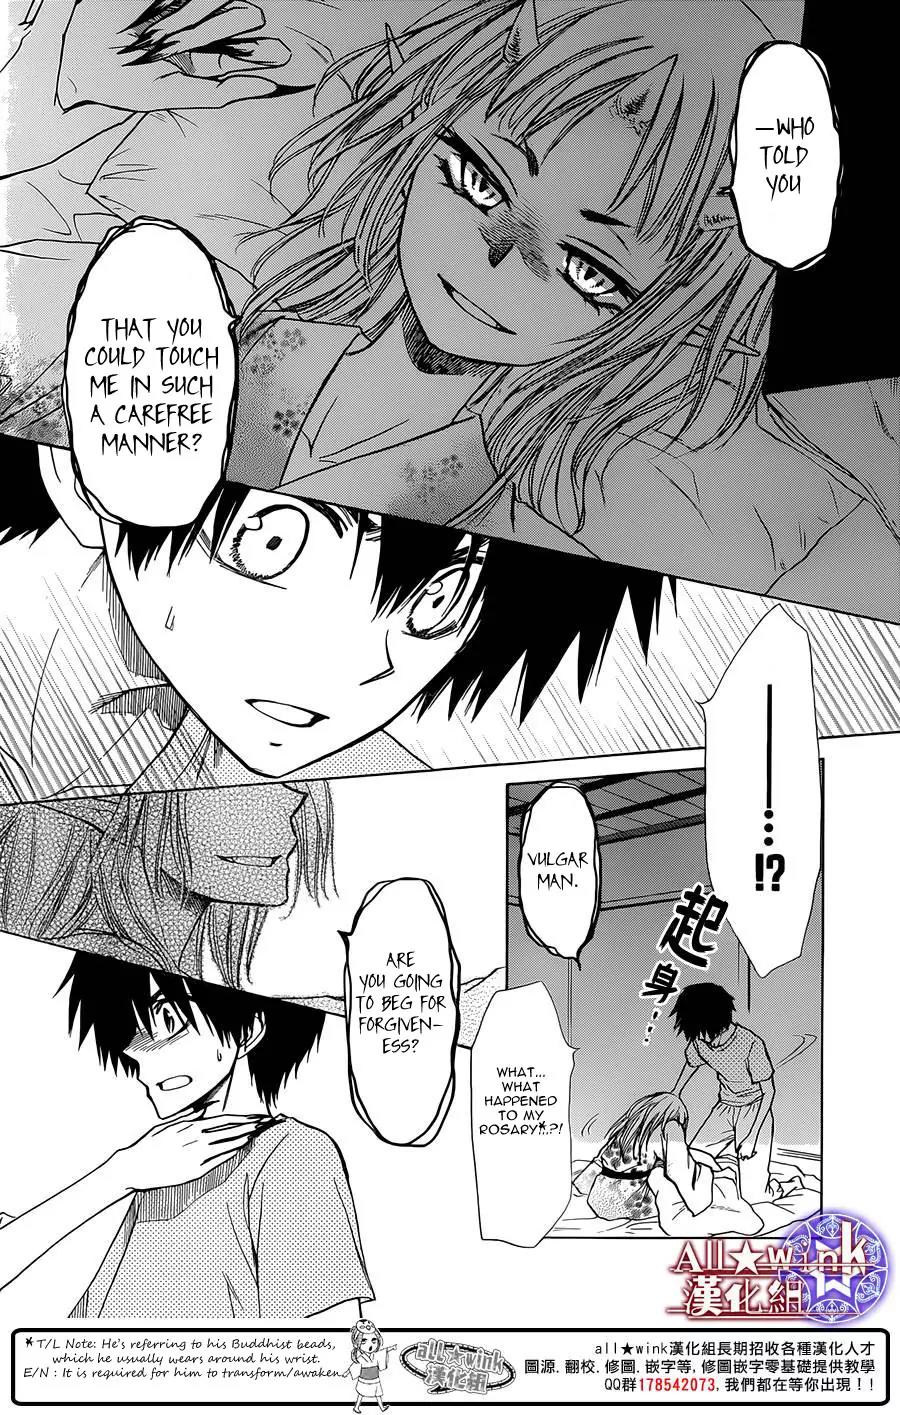 —WHO
TOLD
YOU
THAT YOU
COULD TOUCH
ME IN SUCH
A CAREFREE
MANNER?
………!?
VULGAR
MAN.
起
身…
ARE
YOU GOING
TO BEG FOR
FORGIVEN-
ESS?
WHAT...
WHAT
HAPPENED
TO MY
ROSARY*..?!
All★wink
漢化組
* T/L Note: He's referring to his Buddhist beads,
which he usually wears around his wrist.
E/N : It is required for him to transform/awaken.
all★wink
漢化組
all★wink漢化組長期招收各種漢化人才
圖源. 翻校. 修圖. 嵌字等, 修圖嵌字零基礎提供教學
QQ群178542073, 我們都在等你出現!!